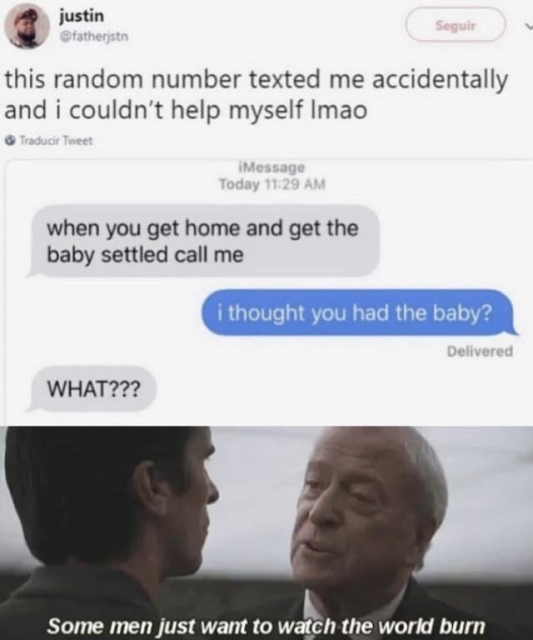 justin
@fatherjstn
Seguir
this random number texted me accidentally
and i couldn't help myself lmao
Traducir Tweet
iMessage
Today 11:29 AM
when you get home and get the
baby settled call me
i thought you had the baby?
Delivered
WHAT???
Some men just want to watch the world burn